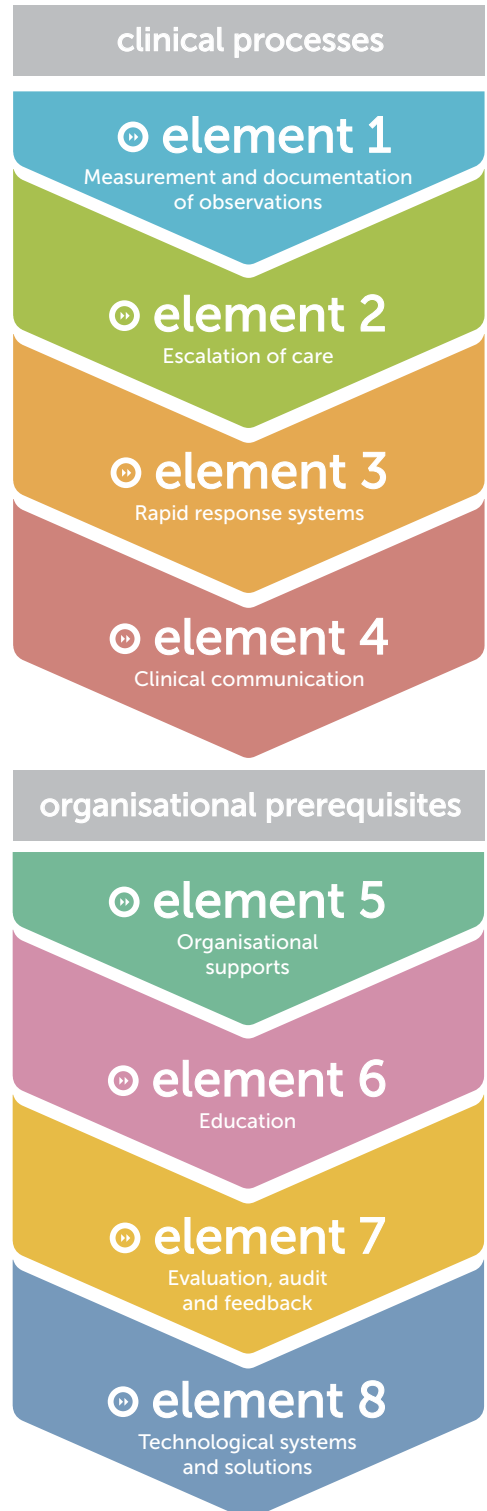 clinical processes
element 1
Measurement and documentation
of observations
element 2
Escalation of care
element 3
Rapid response systems
element 4
Clinical communication
organisational prerequisites
element 5
Organisational
supports
element 6
Education
element 7
Evaluation, audit
and feedback
element 8
Technological systems
and solutions